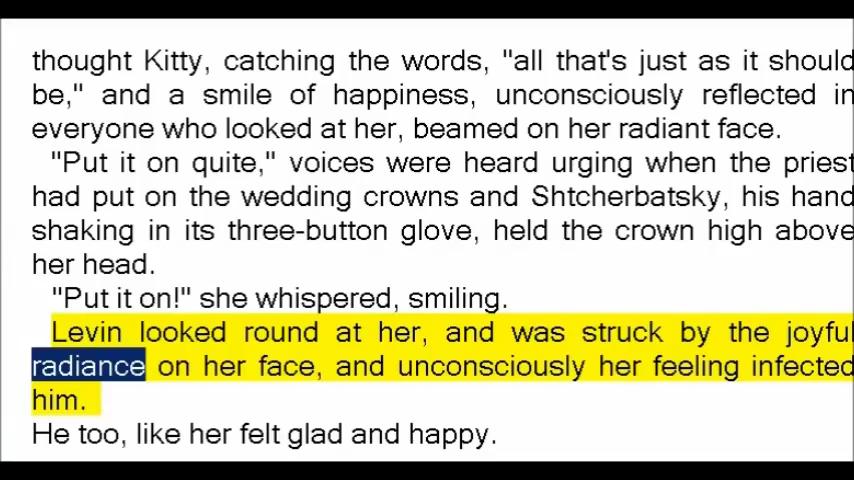 thought Kitty, catching the words, "all that's just as it should
be," and a smile of happiness, unconsciously reflected in
everyone who looked at her, beamed on her radiant face.
"Put it on quite," voices were heard urging when the priest
had put on the wedding crowns and Shtcherbatsky, his hand
shaking in its three-button glove, held the crown high above
her head.
"Put it on!" she whispered, smiling.
Levin looked round at her, and was struck by the joyful
radiance on her face, and unconsciously her feeling infected
him.
He too, like her felt glad and happy.